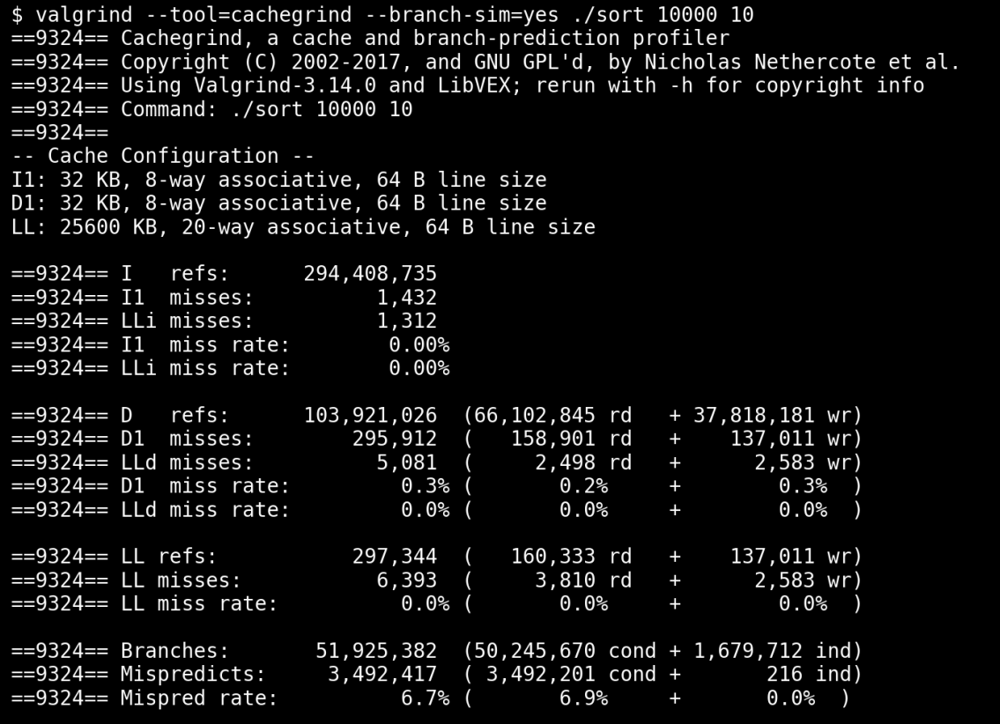 $ valgrind --tool=cachegrind --branch-sim=yes ./sort 10000 10
==9324== Cachegrind, a cache and branch-prediction profiler
==9324== Copyright (C) 2002-2017, and GNU GPL'd, by Nicholas Nethercote et al.
==9324== Using Valgrind-3.14.0 and LibVEX; rerun with -h for copyright info
==9324== Command: ./sort 10000 10
==9324==
-- Cache Configuration --
I1: 32 KB, 8-way associative, 64 B line size
D1: 32 KB, 8-way associative, 64 B line size
LL: 25600 KB, 20-way associative, 64 B line size

==9324== I   refs:      294,408,735
==9324== I1  misses:          1,432
==9324== LLi misses:          1,312
==9324== I1  miss rate:        0.00%
==9324== LLi miss rate:        0.00%

==9324== D   refs:      103,921,026  (66,102,845 rd   + 37,818,181 wr)
==9324== D1  misses:        295,912  (   158,901 rd   +    137,011 wr)
==9324== LLd misses:          5,081  (     2,498 rd   +      2,583 wr)
==9324== D1  miss rate:         0.3% (       0.2%     +        0.3%  )
==9324== LLd miss rate:         0.0% (       0.0%     +        0.0%  )

==9324== LL refs:           297,344  (   160,333 rd   +    137,011 wr)
==9324== LL misses:           6,393  (     3,810 rd   +      2,583 wr)
==9324== LL miss rate:          0.0% (       0.0%     +        0.0%  )

==9324== Branches:       51,925,382  (50,245,670 cond + 1,679,712 ind)
==9324== Mispredicts:     3,492,417  ( 3,492,201 cond +       216 ind)
==9324== Mispred rate:          6.7% (       6.9%     +       0.0%  )